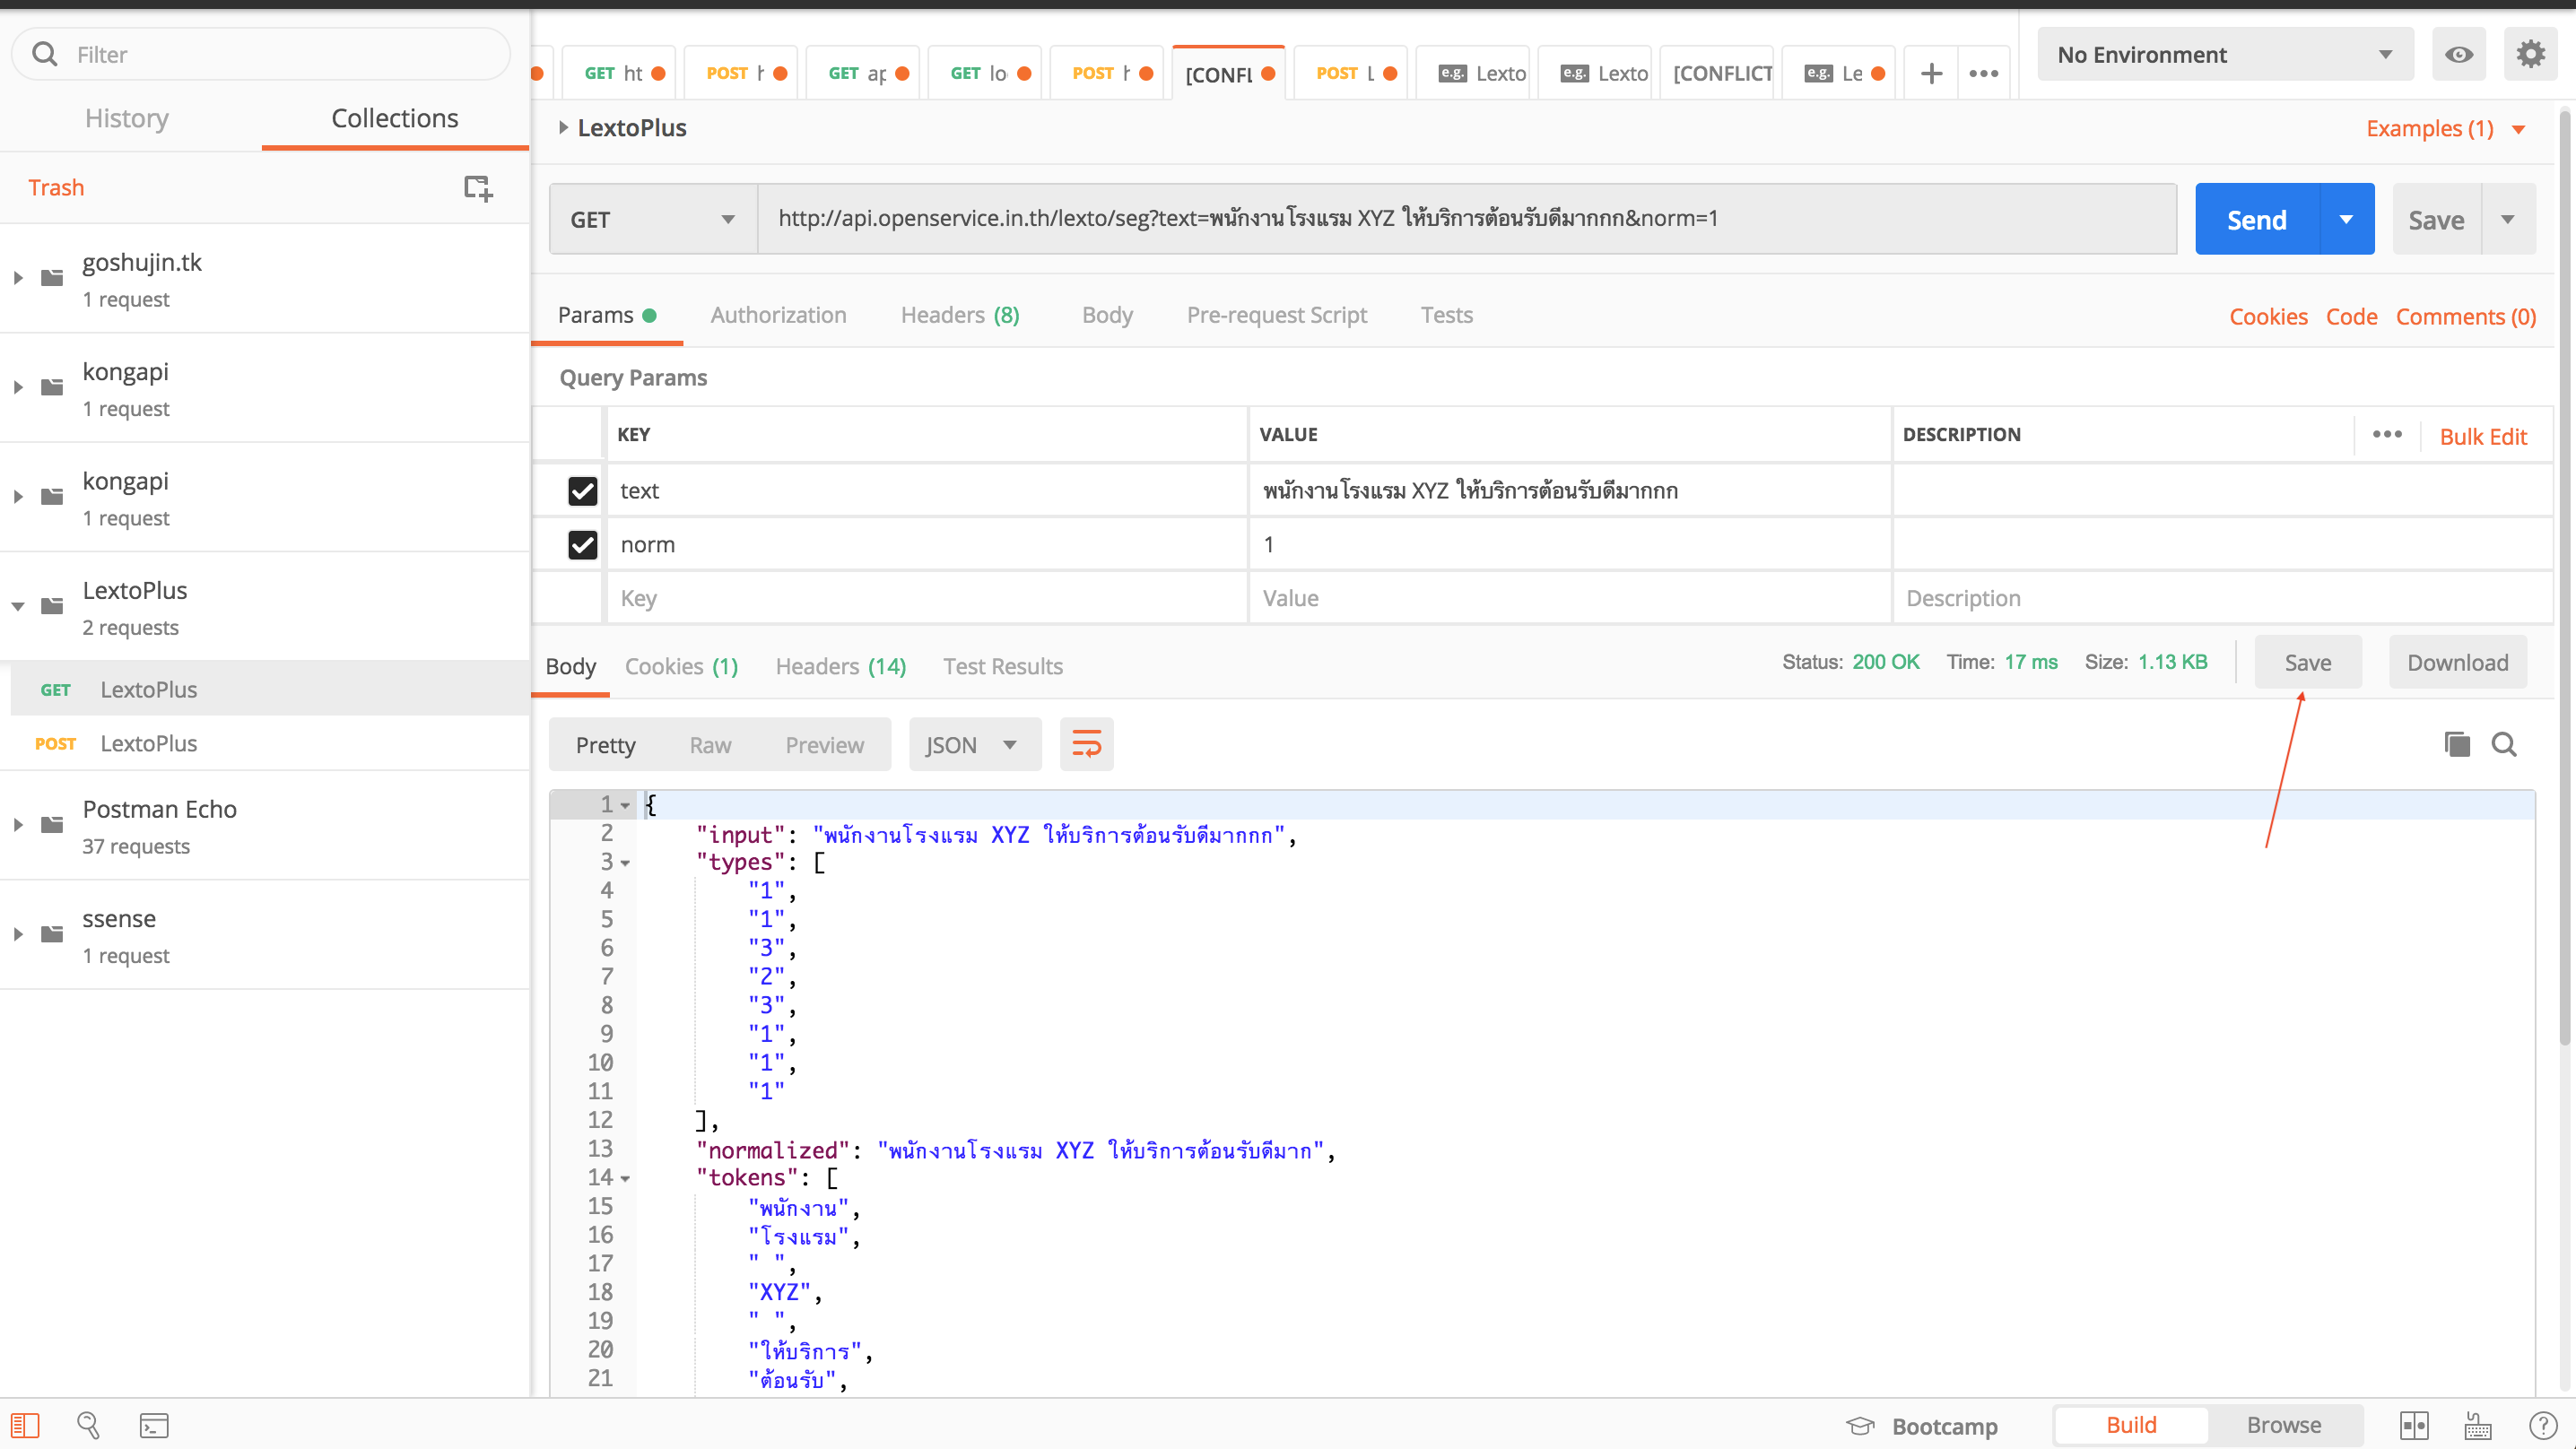 Filter
History Collections
Trash
goshujin.tk
1 request
kongapi
1 request
kongapi
1 request
LextoPlus
2 requests
GET LextoPlus
POST LextoPlus
Postman Echo
37 requests
ssense
1 request
GET ht POST h GET ap GET lo POST h [CONFL POST L e.g. Lexto e.g. Lexto [CONFLICT e.g. Le
No Environment
LextoPlus
Examples (1)
GET http://api.openservice.in.th/lexto/seg?text=พนักงานโรงแรม XYZ ให้บริการต้อนรับดีมากกก&norm=1 Send Save
Params Authorization Headers (8) Body Pre-request Script Tests Cookies Code Comments (0)
Query Params
KEY VALUE DESCRIPTION Bulk Edit
text พนักงานโรงแรม XYZ ให้บริการต้อนรับดีมากกก
norm 1
Key Value Description
Body Cookies (1) Headers (14) Test Results Status: 200 OK Time: 17 ms Size: 1.13 KB Save Download
Pretty Raw Preview JSON
1 {
2 "input": "พนักงานโรงแรม XYZ ให้บริการต้อนรับดีมากกก",
3 "types": [
4 "1",
5 "1",
6 "3",
7 "2",
8 "3",
9 "1",
10 "1",
11 "1"
12 ],
13 "normalized": "พนักงานโรงแรม XYZ ให้บริการต้อนรับดีมาก",
14 "tokens": [
15 "พนักงาน",
16 "โรงแรม",
17 " ",
18 "XYZ",
19 " ",
20 "ให้บริการ",
21 "ต้อนรับ",
Bootcamp Build Browse